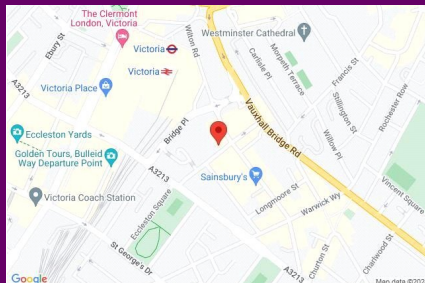 The Clermont
London, Victoria
Wilton Rd
Westminster Cathedral
Ebury St
Victoria
Carlisle Pl
Morpeth Terrace
Francis St
A3213
Victoria
Victoria Place
Stillington St
Rochester Row
Bridge Pl
Vauxhall Bridge Rd
Willow Pl
Eccleston Yards
Golden Tours, Bulleid
Way Departure Point
A3213
Sainsbury's
Vincent Square
Victoria Coach Station
Eccleston Square
Longmoore St
Warwick Wy
St George's Dr
Charlwood St
Churton St
A3213
Google
Map data ©202